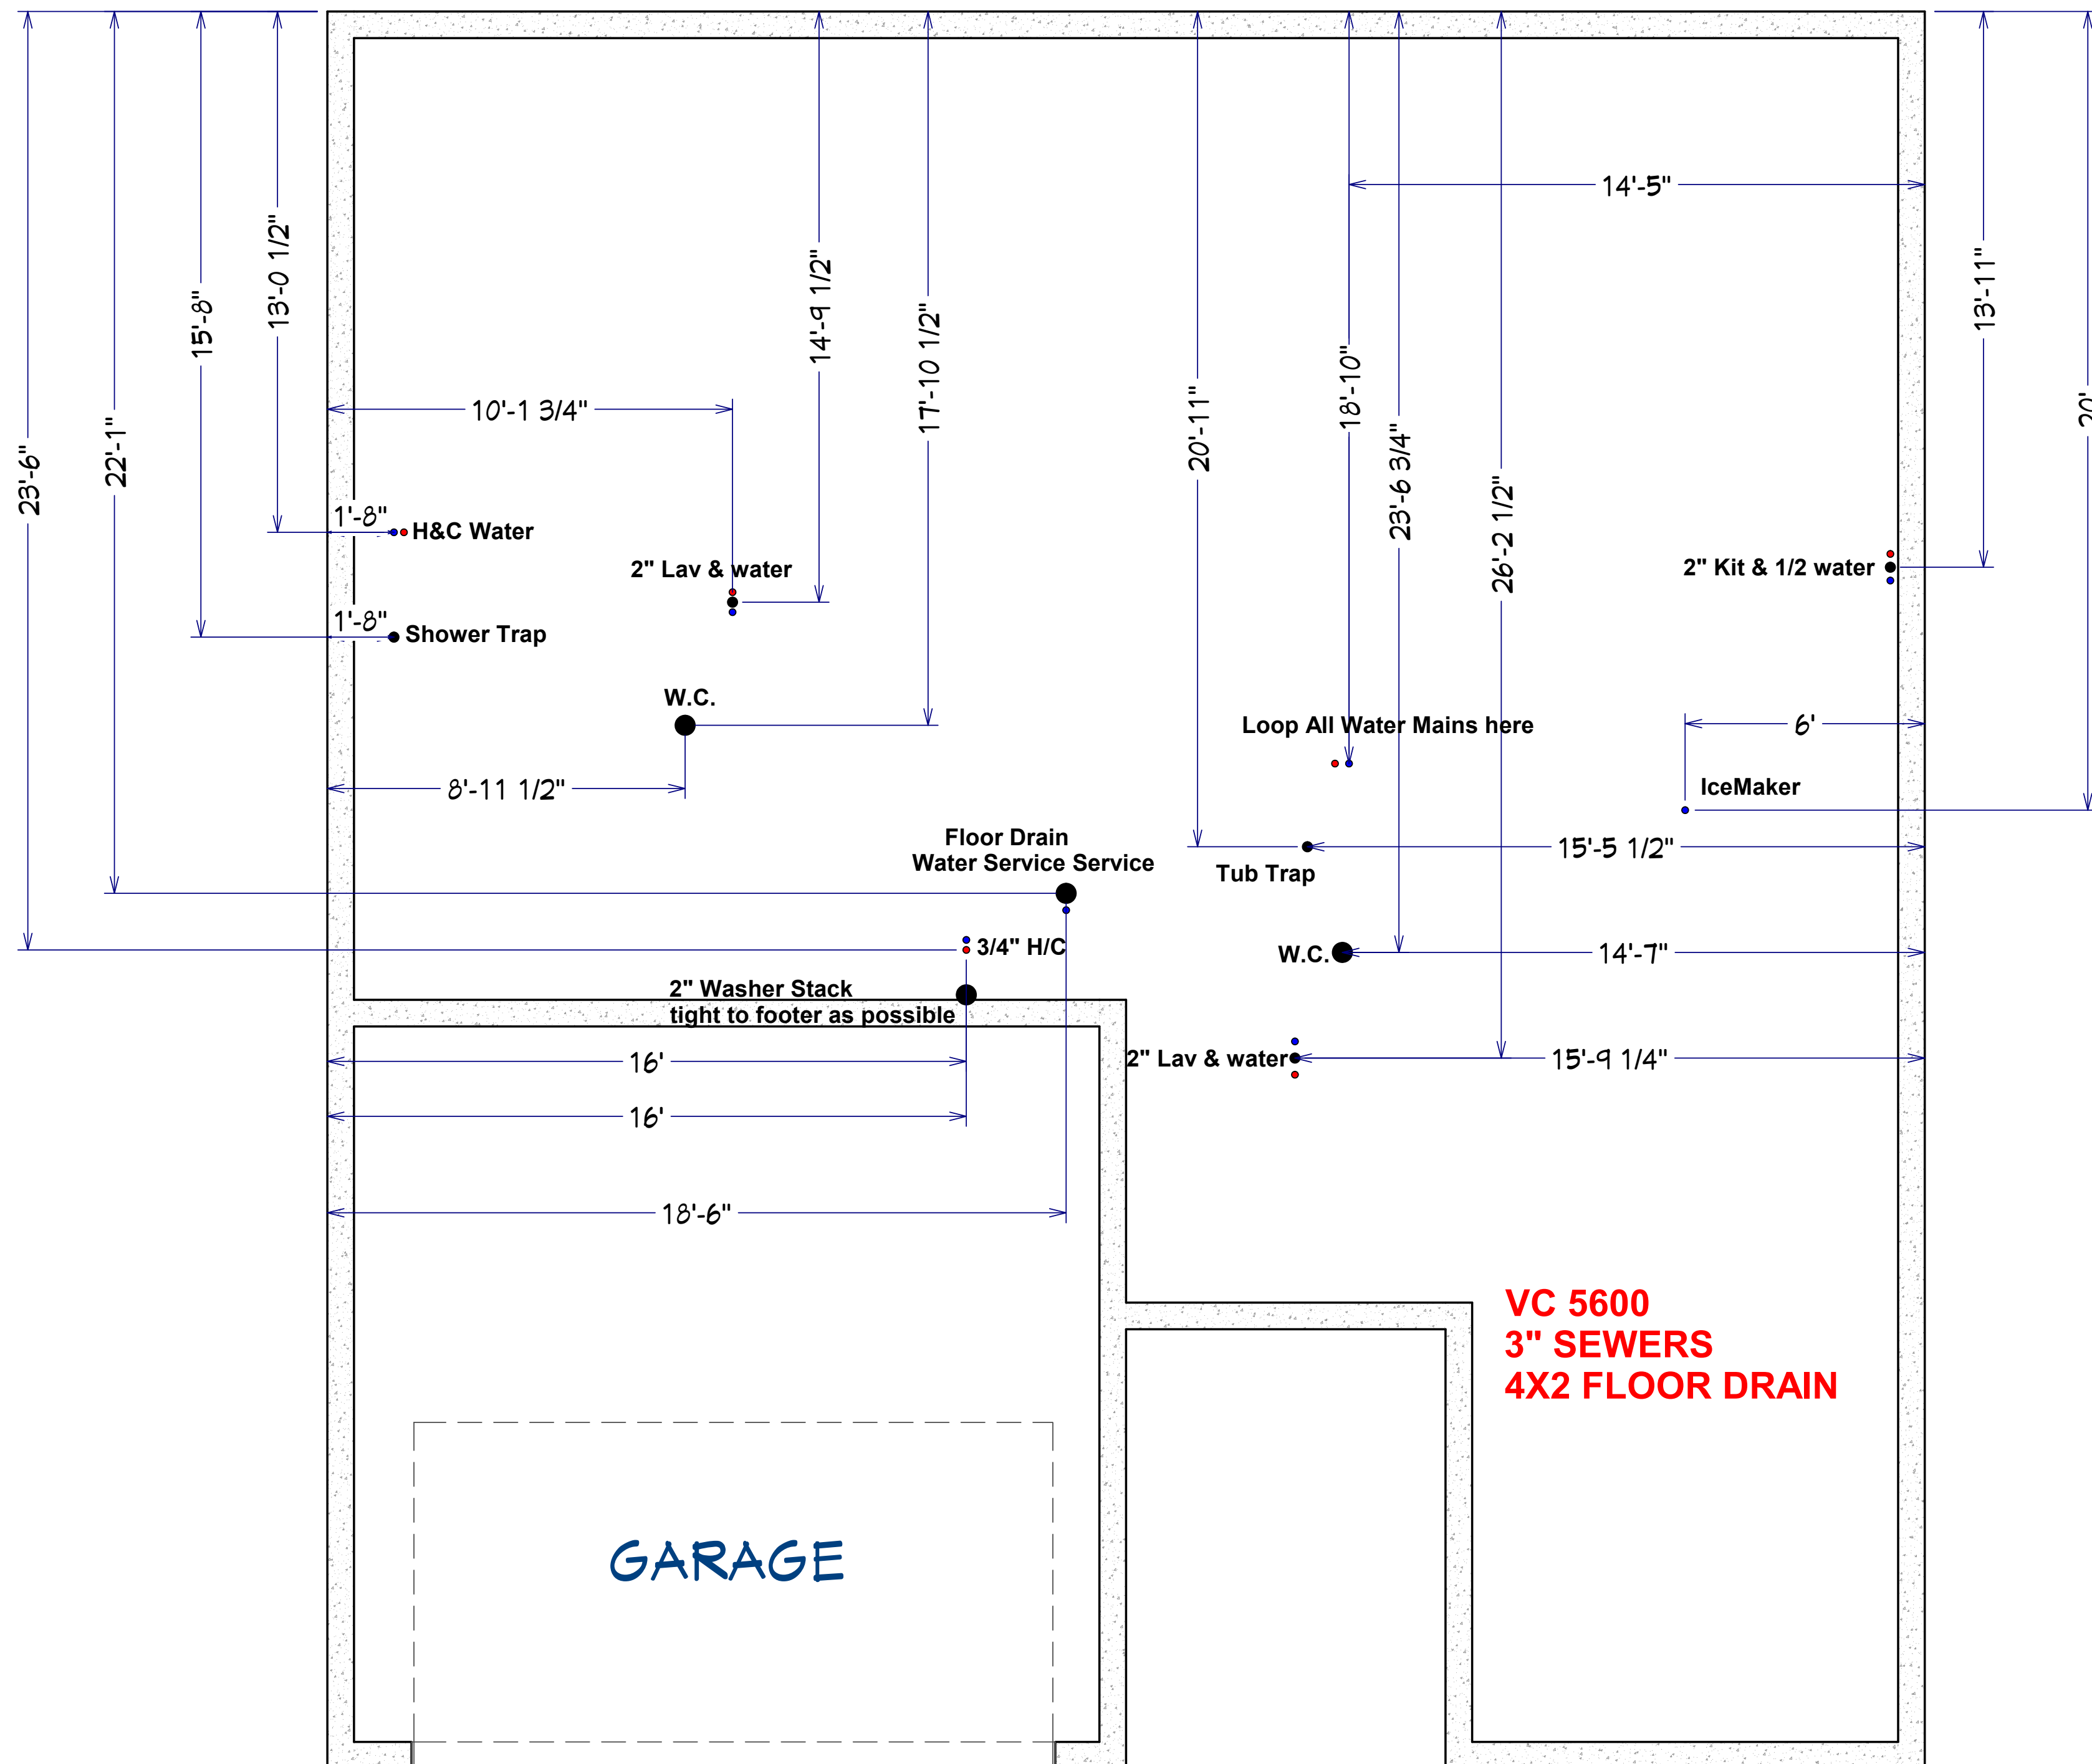 14'-5"
13'-0 1/2"
13'-11"
14'-9 1/2"
15'-8"
17'-10 1/2"
18'-10"
20'-11"
20'
10'-1 3/4"
22'-1"
23'-6"
23'-6 3/4"
26'-2 1/2"
1'-8"
H&C Water
2" Lav & water
2" Kit & 1/2 water
1'-8"
Shower Trap
W.C.
Loop All Water Mains here
6'
8'-11 1/2"
IceMaker
Floor Drain
Water Service Service
15'-5 1/2"
Tub Trap
3/4" H/C
W.C.
14'-7"
2" Washer Stack
tight to footer as possible
16'
2" Lav & water
15'-9 1/4"
16'
18'-6"
VC 5600
3" SEWERS
4X2 FLOOR DRAIN
GARAGE